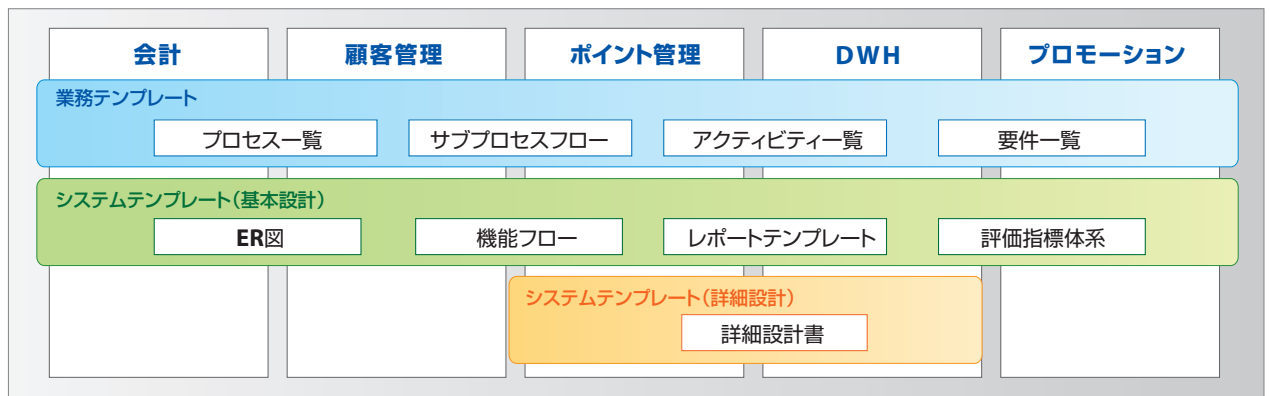 会計
顧客管理
ポイント管理
DWH
プロモーション
業務テンプレート
プロセス一覧
サブプロセスフロー
アクティビティ一覧
要件一覧
システムテンプレート(基本設計)
ER図
機能フロー
レポートテンプレート
評価指標体系
システムテンプレート(詳細設計)
詳細設計書